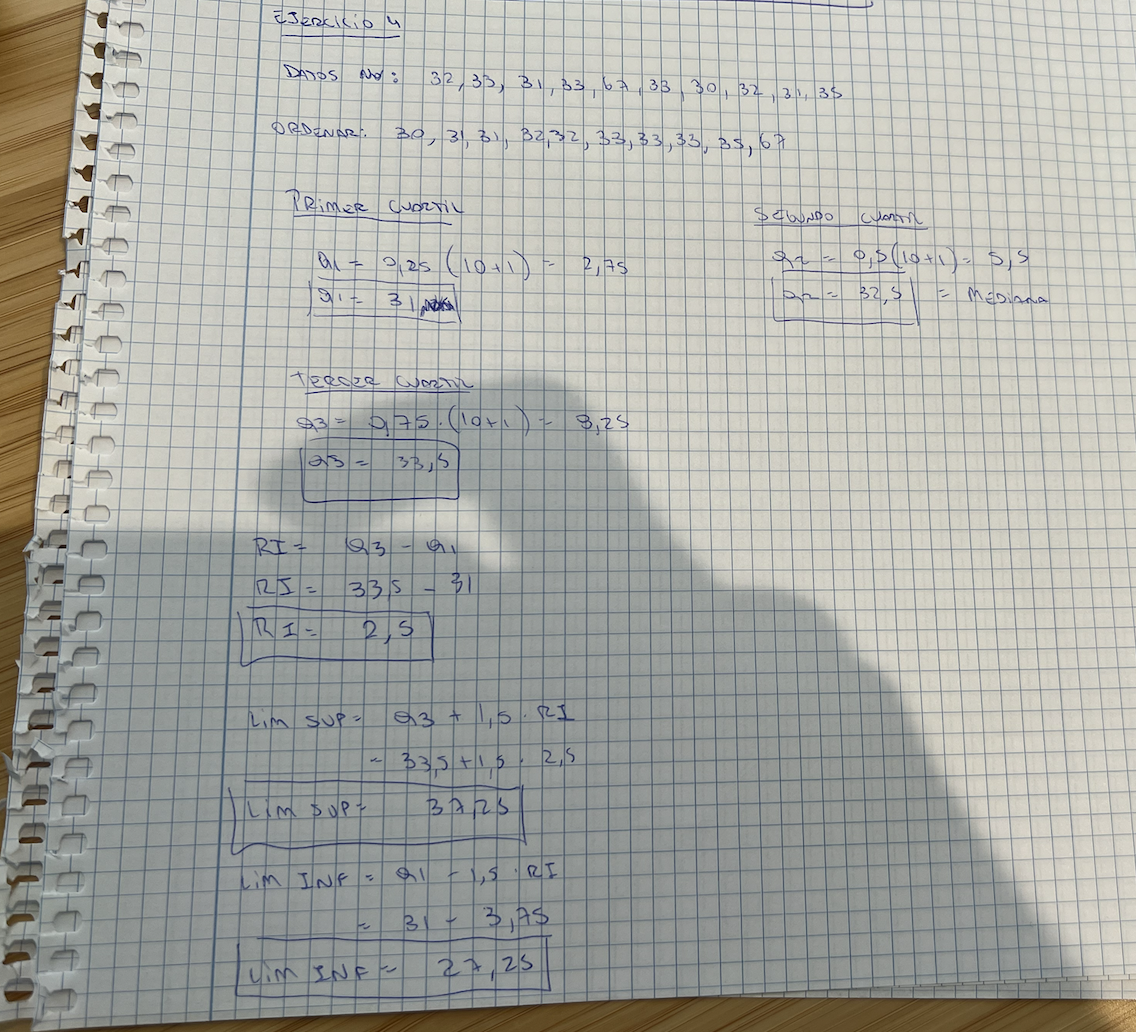 EJERCICIO 4
DATOS NO: 32, 33, 31, 33, 67, 33, 30, 32, 31, 35
ORDENAR: 30, 31, 31, 32, 32, 33, 33, 33, 35, 67
PRIMER CUARTIL
Q1 = 0,25 (10+1) = 2,75
Q1 = 31
SEGUNDO CUARTIL
Q2 = 0,5(10+1) = 5,5
Q2 = 32,5 = MEDIANA
TERCER CUARTIL
Q3 = 0,75 . (10+1) = 8,25
Q3 = 33,5
RI = Q3 - Q1
RI = 33,5 - 31
RI = 2,5
Lim SUP = Q3 + 1,5 . RI
= 33,5 + 1,5 . 2,5
Lim SUP = 37,25
Lim INF = Q1 - 1,5 . RI
= 31 - 3,75
Lim INF = 27,25